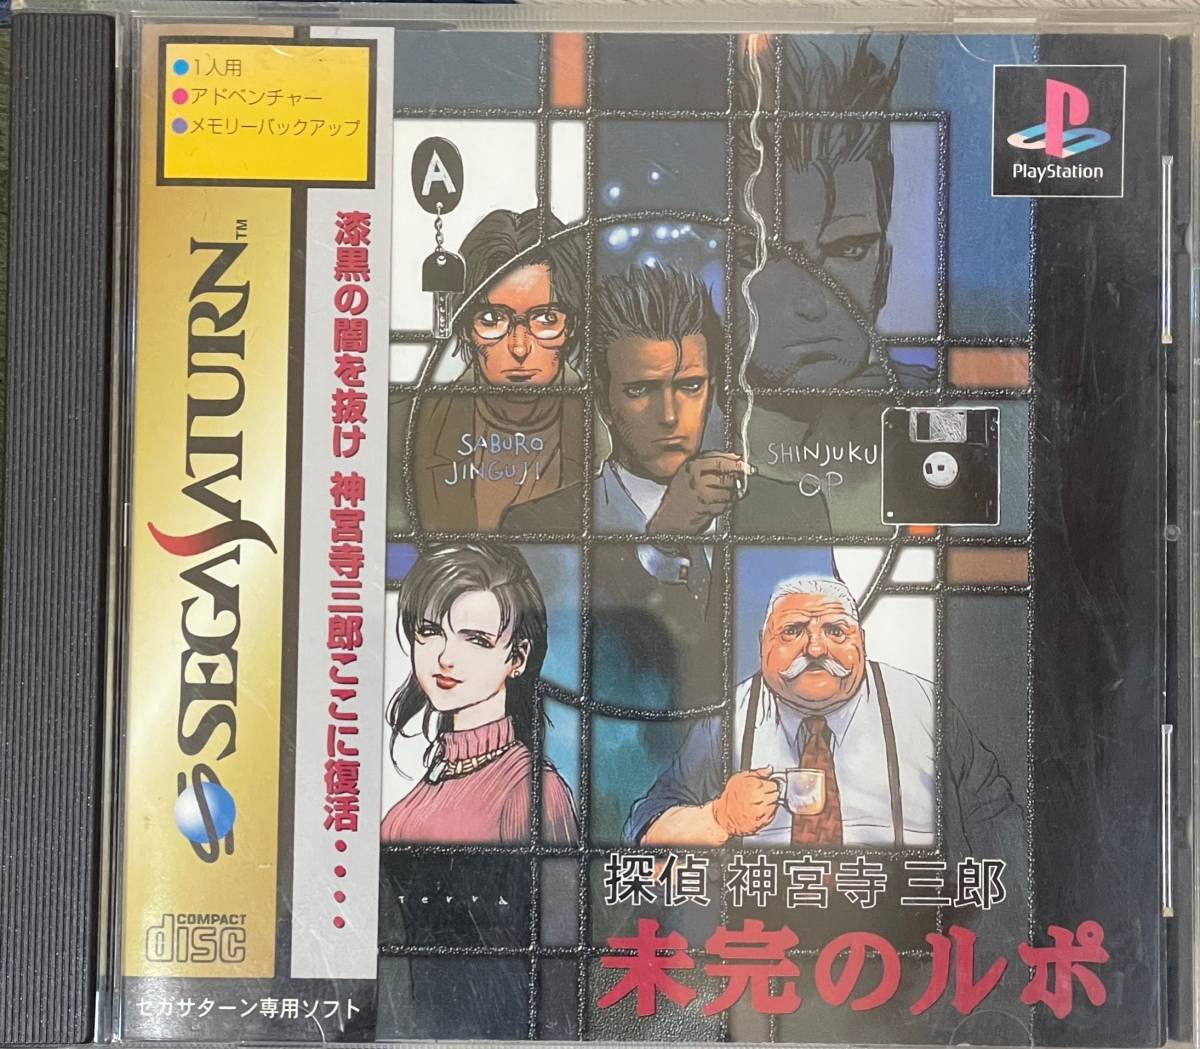 ●1人用
●アドベンチャー
●メモリーバックアップ
SEGA SATURN™
漆黒の闇を抜け 神宮寺三郎ここに復活・・・・
COMPACT
disc
セガサターン専用ソフト
PlayStation
A
SABURO
JINGUJI
SHINJUKU
OP
Terra
探偵 神宮寺三郎
未完のルポ